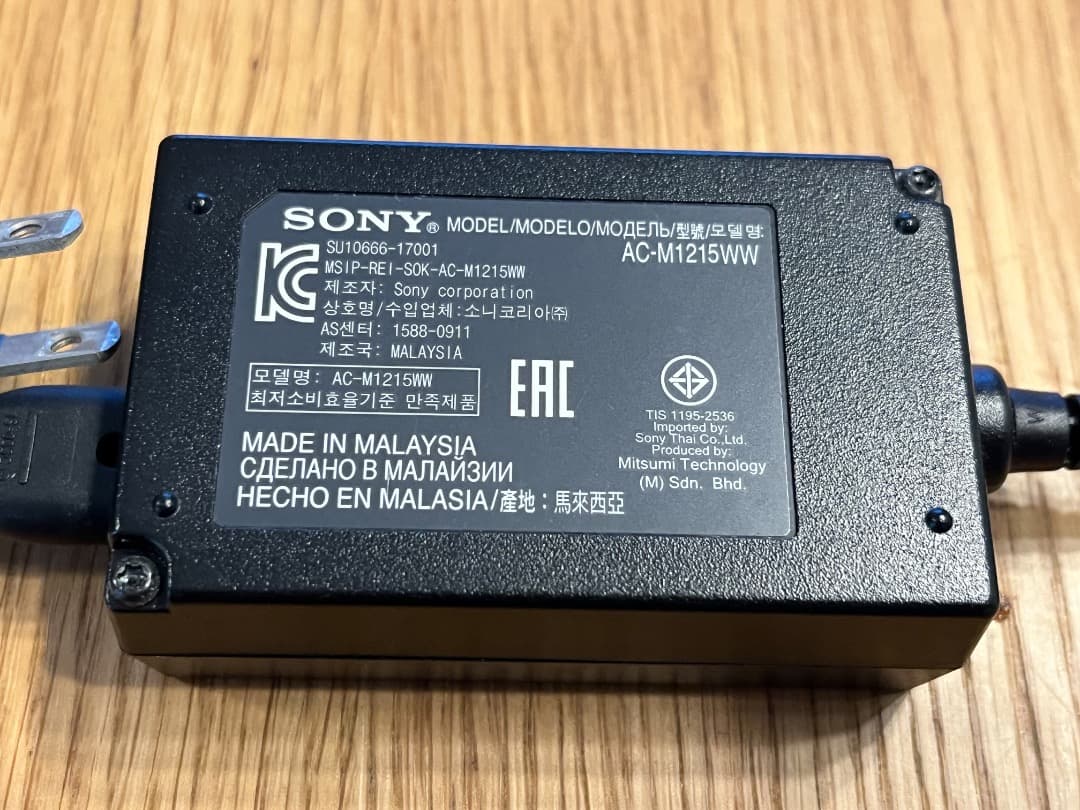 SONY® MODEL/MODELO/МОДЕЛЬ/型號/모델명:
AC-M1215WW
SU10666-17001
MSIP-REI-SOK-AC-M1215WW
제조자: Sony corporation
상호명/수입업체:소니코리아㈜
AS센터: 1588-0911
제조국: MALAYSIA
모델명: AC-M1215WW
최저소비효율기준 만족제품
EAC
TIS 1195-2536
Imported by:
Sony Thai Co.,Ltd.
Produced by:
Mitsumi Technology
(M) Sdn. Bhd.
MADE IN MALAYSIA
СДЕЛАНО В МАЛАЙЗИИ
HECHO EN MALASIA/產地：馬來西亞